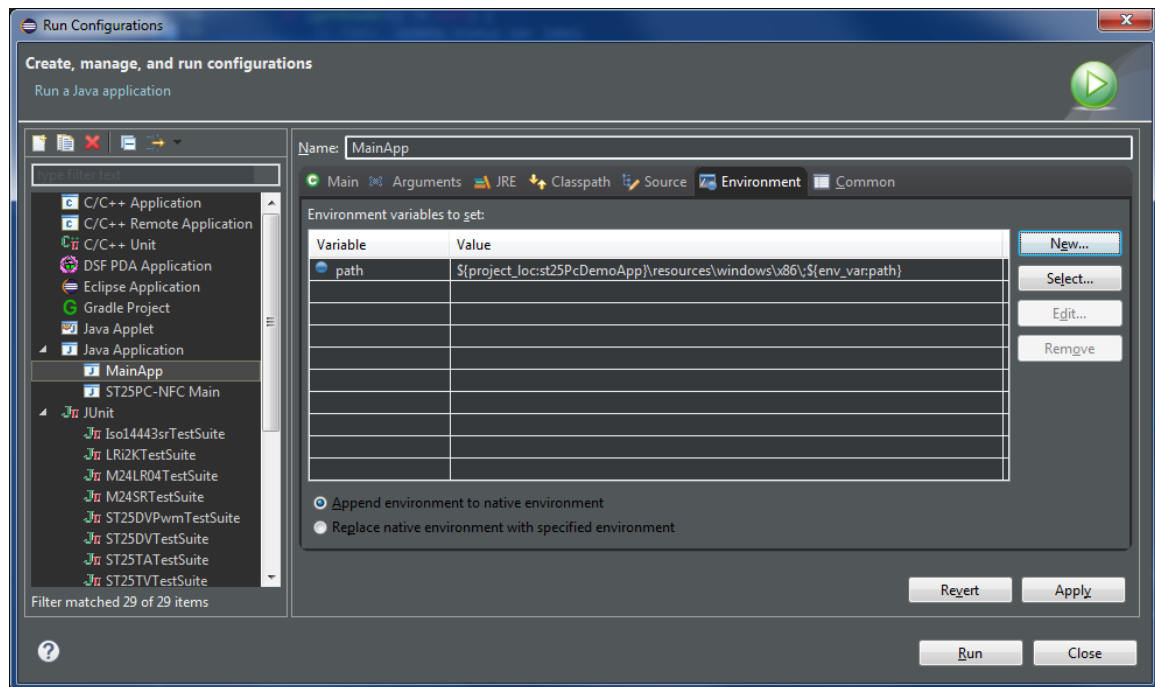 Run Configurations
Create, manage, and run configurations
Run a Java application
type filter text
C/C++ Application
C/C++ Remote Application
C/C++ Unit
DSF PDA Application
Eclipse Application
Gradle Project
Java Applet
Java Application
MainApp
ST25PC-NFC Main
JUnit
Iso14443srTestSuite
LRi2KTestSuite
M24LR04TestSuite
M24SRTestSuite
ST25DVPwmTestSuite
ST25DVTestSuite
ST25TATestSuite
ST25TVTestSuite
Filter matched 29 of 29 items
Name: MainApp
Main Arguments JRE Classpath Source Environment Common
Environment variables to set:
Variable Value
path ${project_loc:st25PcDemoApp}\resources\windows\x86\;${env_var:path}
New...
Select...
Edit...
Remove
Append environment to native environment
Replace native environment with specified environment
Revert Apply
Run Close